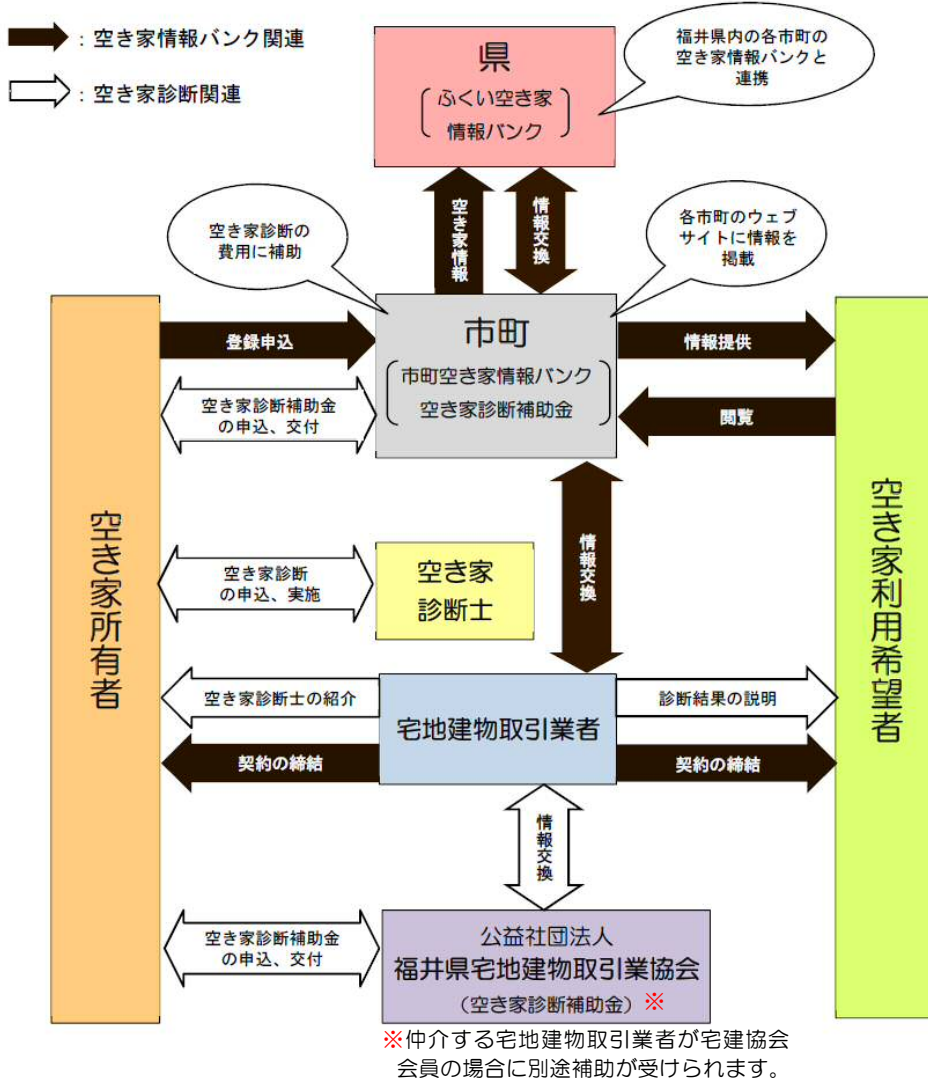 ：空き家情報バンク関連
：空き家診断関連
県
ふくい空き家
情報バンク
福井県内の各市町の
空き家情報バンクと
連携
空き家情報
情報交換
空き家診断の
費用に補助
各市町のウェブ
サイトに情報を
掲載
市町
市町空き家情報バンク
空き家診断補助金
登録申込
情報提供
空き家診断補助金
の申込、交付
閲覧
空き家所有者
空き家利用希望者
情報交換
空き家診断
の申込、実施
空き家
診断士
空き家診断士の紹介
宅地建物取引業者
診断結果の説明
契約の締結
契約の締結
情報交換
空き家診断補助金
の申込、交付
公益社団法人
福井県宅地建物取引業協会
（空き家診断補助金）※
※仲介する宅地建物取引業者が宅建協会
会員の場合に別途補助が受けられます。